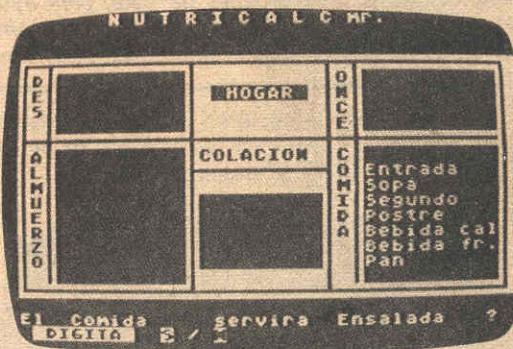 NUTRICALC MR.
DES
HOGAR
ONCE
ALMUERZO
COLACION
COMIDA
Entrada
Sopa
Segundo
Postre
Bebida cal
Bebida fr.
Pan
El Comida servira Ensalada ?
DIGITA S /